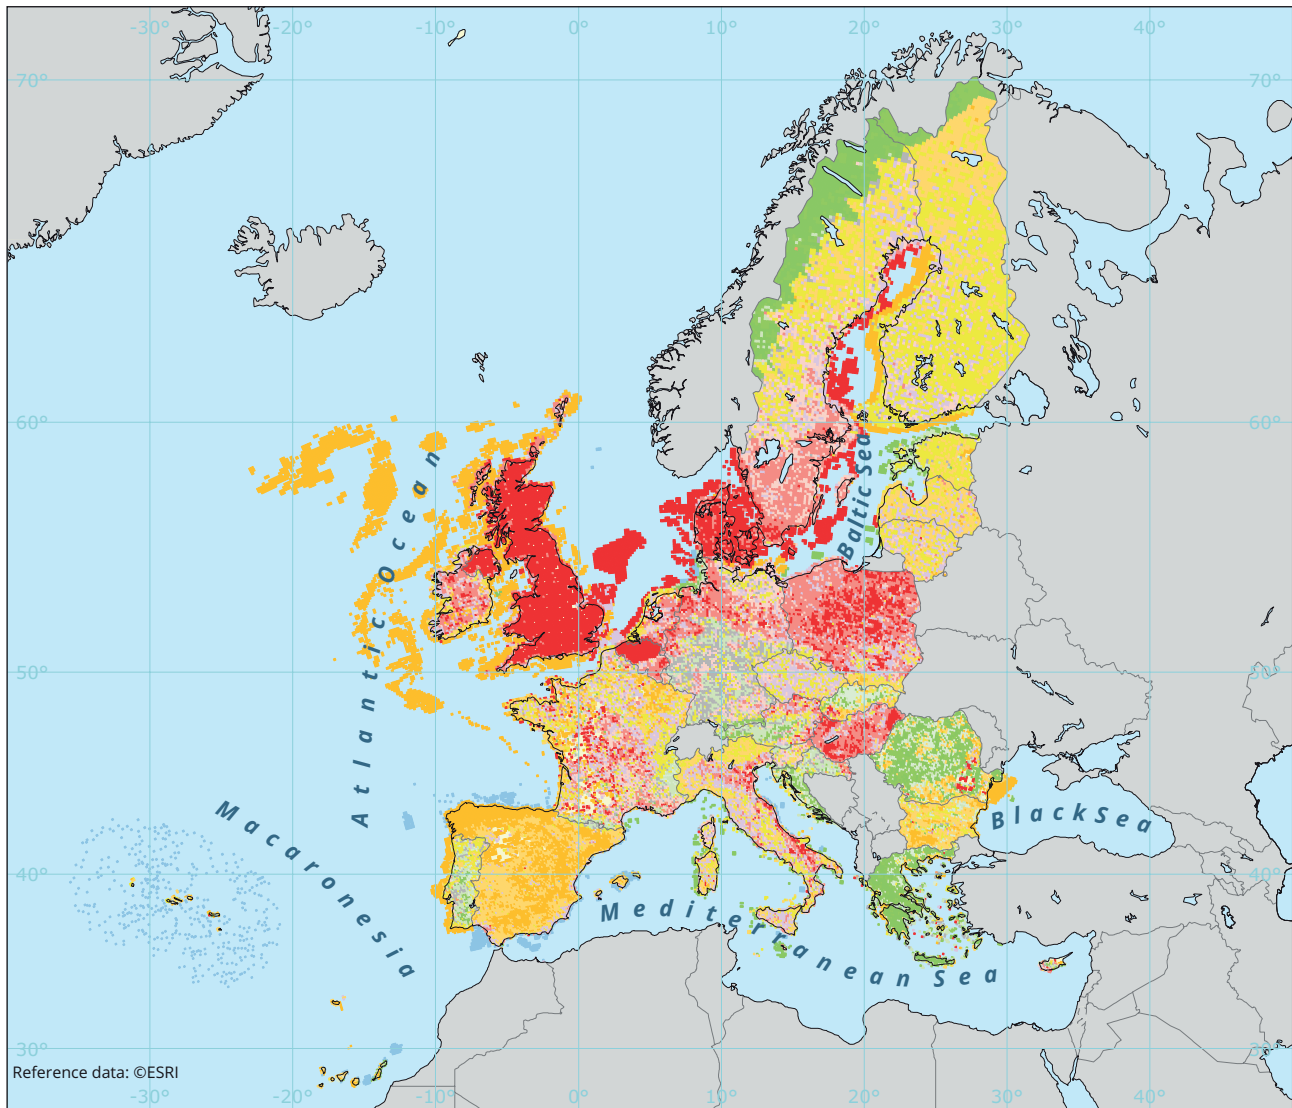 -30° -20° -10° 0° 10° 20° 30° 40°
70° 70°
60° 60°
50° 50°
40° 40°
30° 30°
Atlantic Ocean
Baltic Sea
Black Sea
Macaronesia
Mediterranean Sea
Reference data: ©ESRI
-30° -20° -10° 0° 10° 20° 30° 40°